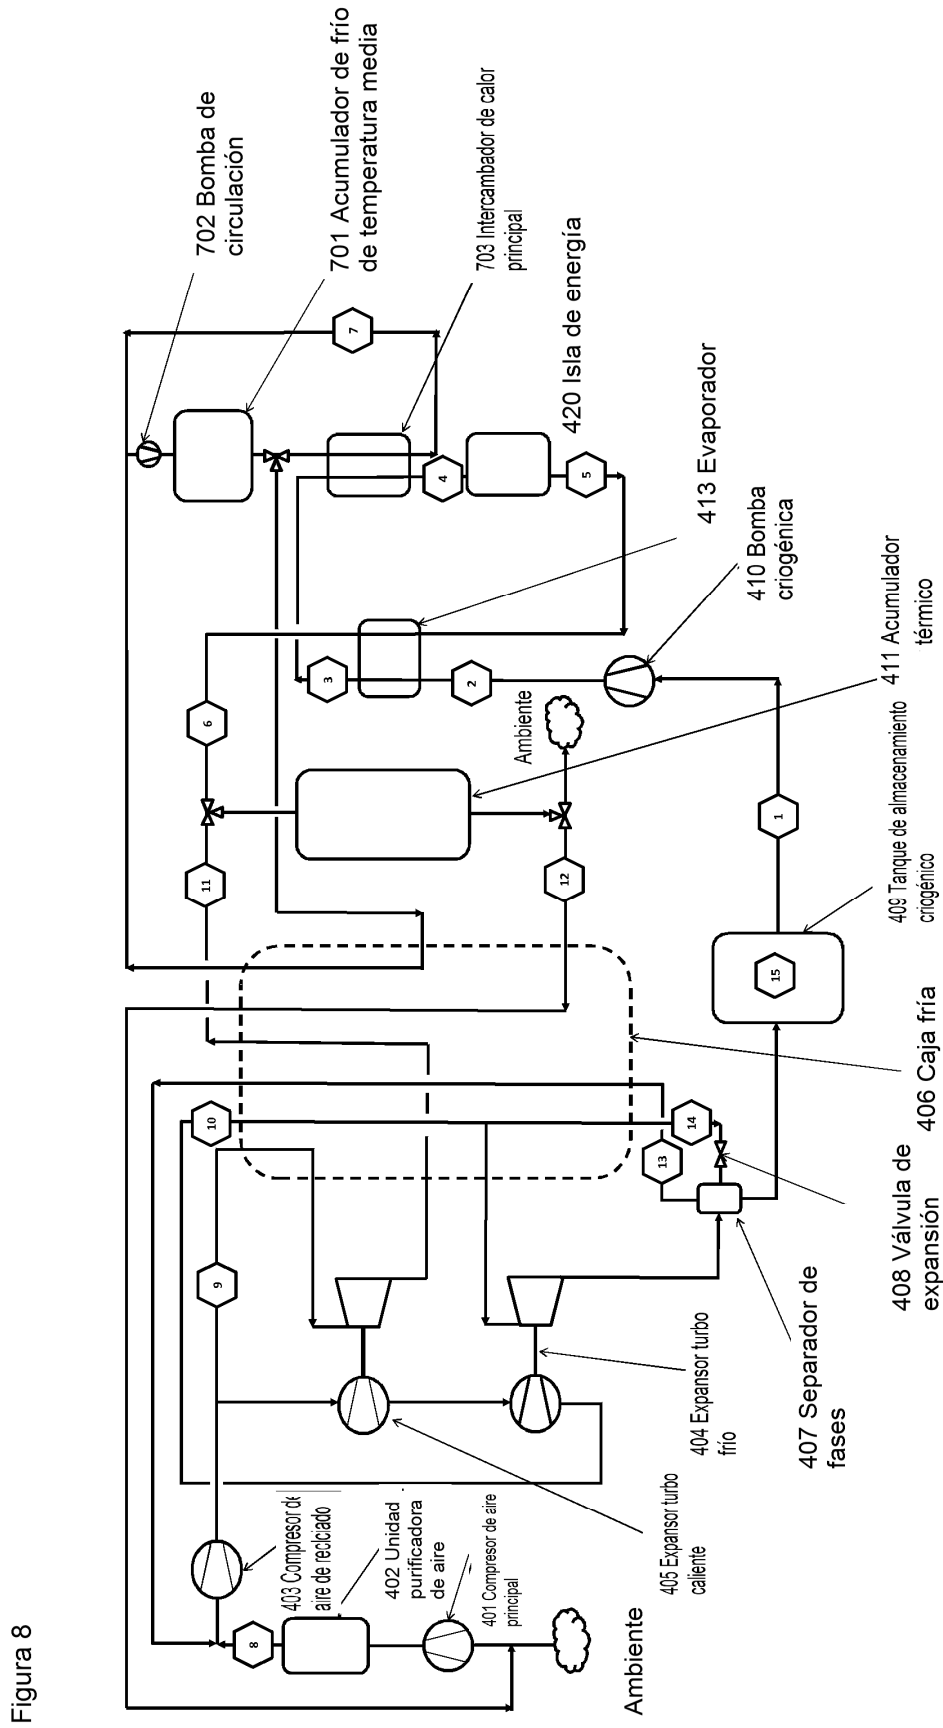 Figura 8
702 Bomba de
circulación
701 Acumulador de frío
de temperatura media
703 Intercambador de calor
principal
420 Isla de energía
413 Evaporador
410 Bomba
criogénica
411 Acumulador
térmico
409 Tanque de almacenamiento
criogénico
406 Caja fría
408 Válvula de
expansión
407 Separador de
fases
404 Expansor turbo
frío
405 Expansor turbo
caliente
403 Compresor de
aire de reciclado
402 Unidad
purificadora
de aire
401 Compresor de aire
principal
Ambiente
Ambiente
1
2
3
4
5
6
7
8
9
10
11
12
13
14
15